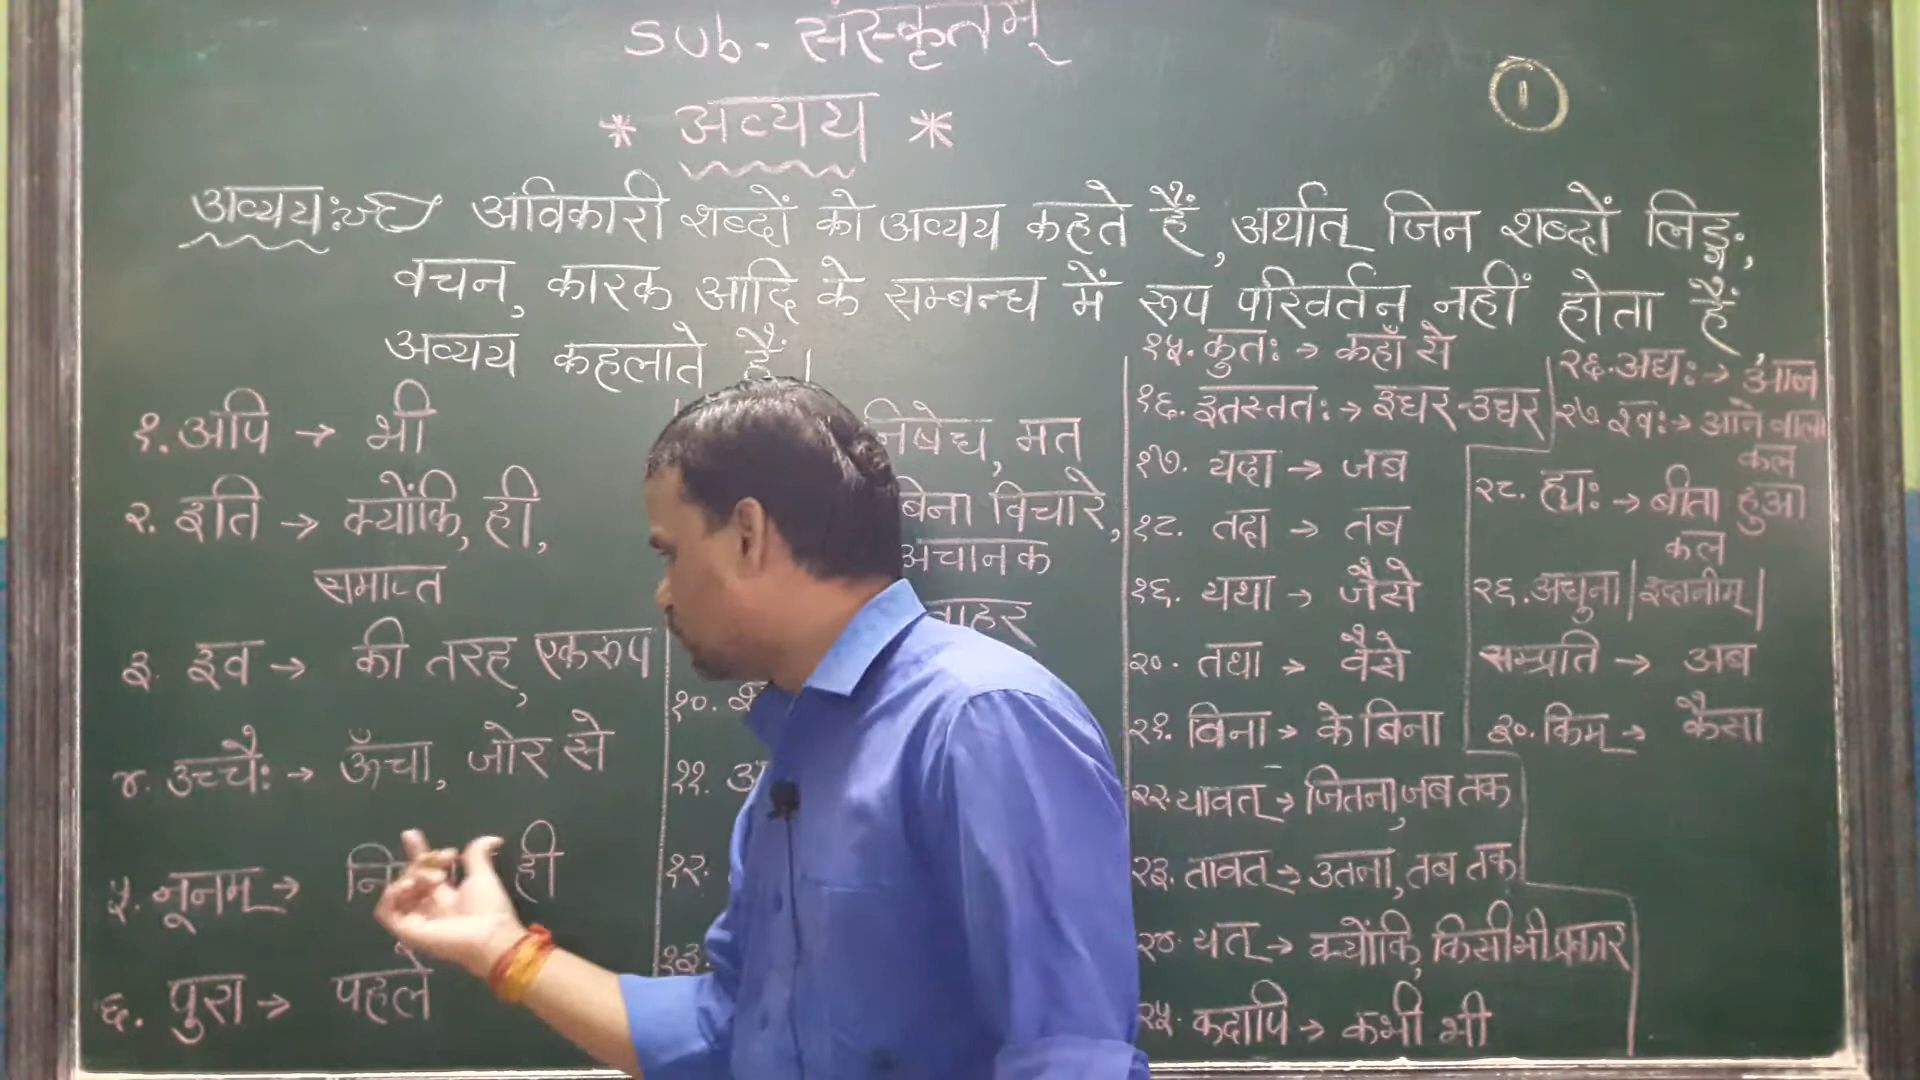 sub - संस्कृतम्
* अव्यय *
1
अव्यय:- अविकारी शब्दों को अव्यय कहते हैं, अर्थात् जिन शब्दों लिङ्ग,
वचन, कारक आदि के सम्बन्ध में रूप परिवर्तन नहीं होता हैं,
अव्यय कहलाते हैं ।
१. अपि → भी
२. इति → क्योंकि, ही,
समाप्त
३. इव → की तरह, एकरूप
४. उच्चैः → ऊँचा, जोर से
५. नूनम् → ही
६. पुरा → पहले
निषेध, मत
बिना विचारे,
अचानक
बाहर
१०.
११.
१२.
१३.
१५. कुतः → कहाँ से
१६. इतस्ततः → इधर-उधर
१७. यदा → जब
१८. तदा → तब
१९. यथा → जैसे
२०. तथा → वैसे
२१. बिना → के बिना
२२. यावत् → जितना, जब तक
२३. तावत् → उतना, तब तक
२४. यत् → क्योंकि, किसी भी प्रकार
२५. कदापि → कभी भी
२६. अद्यः → आज
२७ श्वः → आने वाला
कल
२८. ह्यः → बीता हुआ
कल
२९. अधुना | इदानीम् |
सम्प्रति → अब
३०. किम् → कैसा